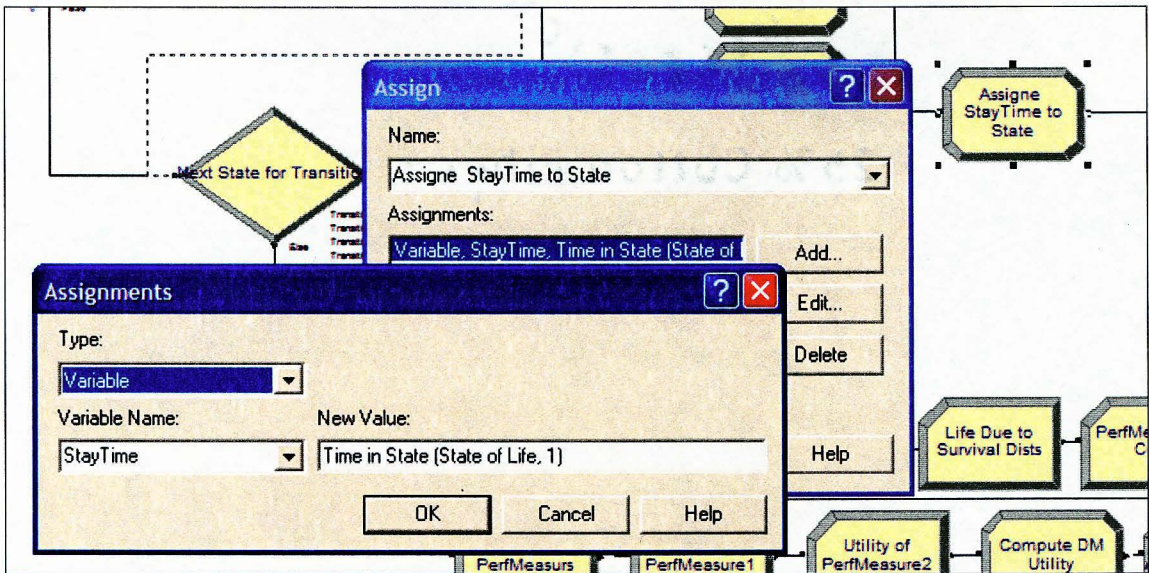 False
Assign
Name:
Assigne StayTime to State
Assignments:
Variable, StayTime, Time in State (State of
Add...
Edit...
Delete
Help
Assigne
StayTime to
State
Next State for Transitio
Else
Assignments
Type:
Variable
Variable Name:
New Value:
StayTime
Time in State (State of Life, 1)
OK
Cancel
Help
Life Due to
Survival Dists
PerfMe
C
PerfMeasurs
PerfMeasure1
Utility of
PerfMeasure2
Compute DM
Utility